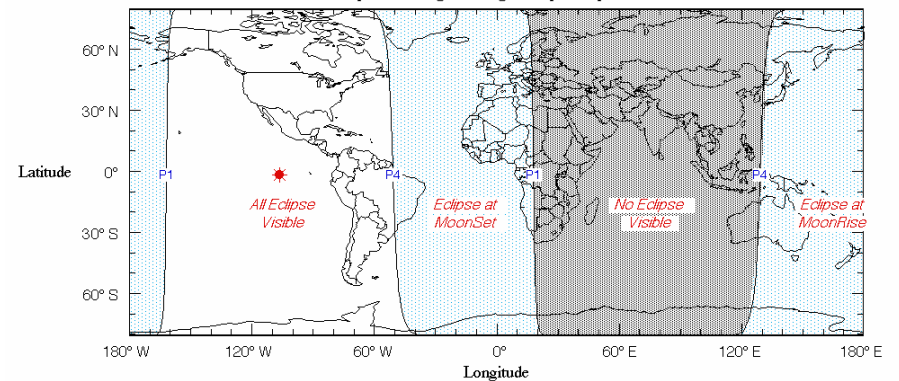 60° N
30° N
Latitude
0°
30° S
60° S
P1
P4
P1
P4
All Eclipse
Visible
Eclipse at
MoonSet
No Eclipse
Visible
Eclipse at
MoonRise
180° W
120° W
60° W
0°
60° E
120° E
180° E
Longitude